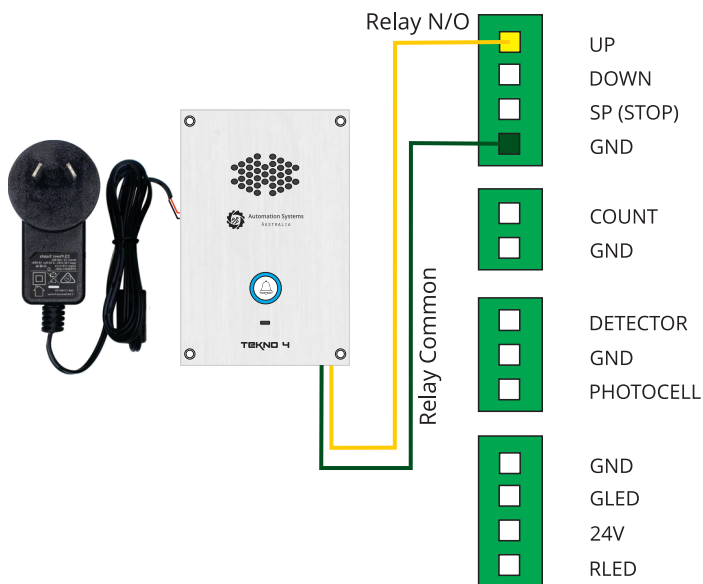 Relay N/O
UP
DOWN
SP (STOP)
GND
COUNT
GND
Automation Systems
AUSTRALIA
Relay Common
DETECTOR
GND
PHOTOCELL
TEKNO 4
GND
GLED
24V
RLED